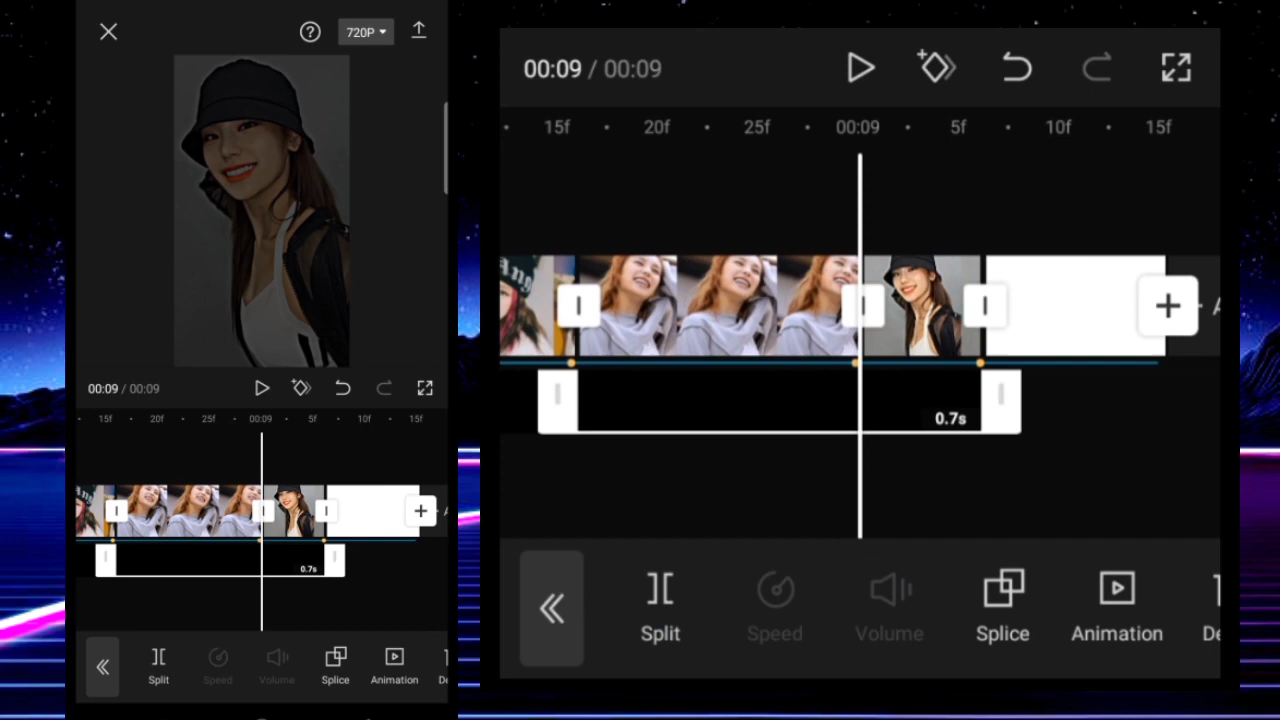 720P
00:09 / 00:09
15f 20f 25f 00:09 5f 10f 15f
0.7s
Split Speed Volume Splice Animation
00:09 / 00:09
15f 20f 25f 00:09 5f 10f 15f
0.7s
Split Speed Volume Splice Animation